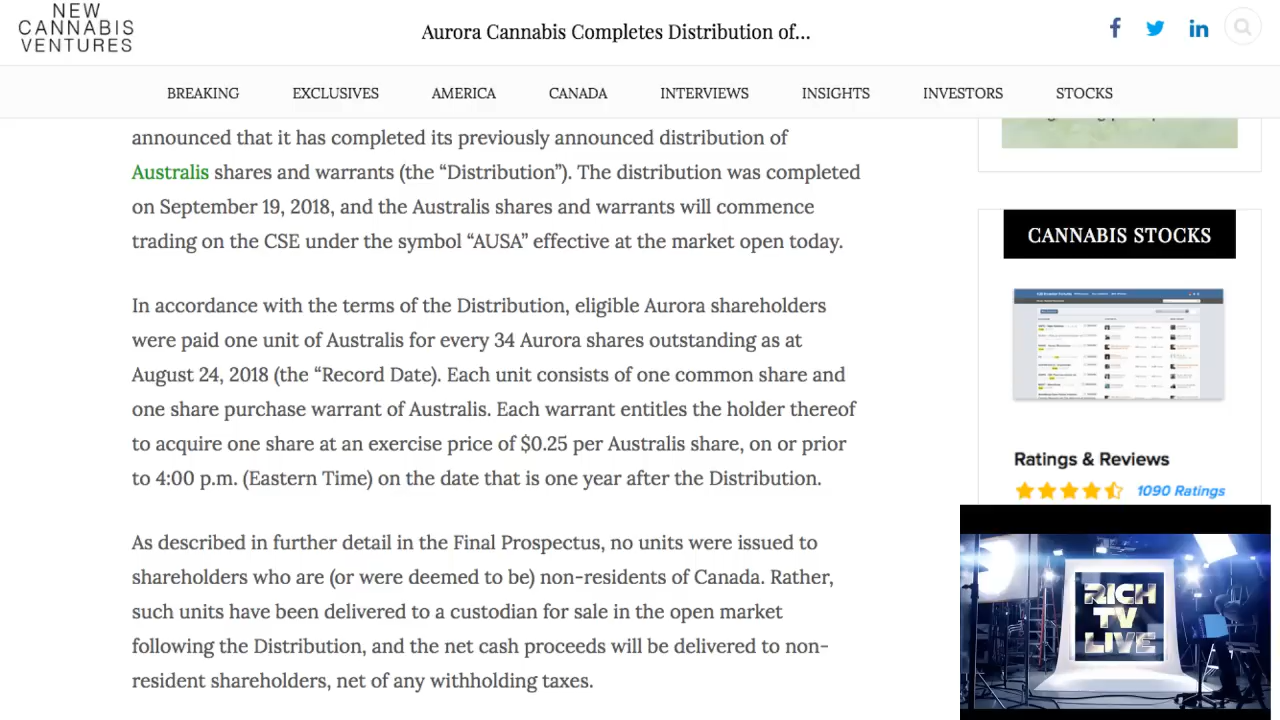 NEW
CANNABIS
VENTURES
Aurora Cannabis Completes Distribution of...
BREAKING EXCLUSIVES AMERICA CANADA INTERVIEWS INSIGHTS INVESTORS STOCKS
announced that it has completed its previously announced distribution of
Australis shares and warrants (the “Distribution”). The distribution was completed
on September 19, 2018, and the Australis shares and warrants will commence
trading on the CSE under the symbol “AUSA” effective at the market open today.
In accordance with the terms of the Distribution, eligible Aurora shareholders
were paid one unit of Australis for every 34 Aurora shares outstanding as at
August 24, 2018 (the “Record Date). Each unit consists of one common share and
one share purchase warrant of Australis. Each warrant entitles the holder thereof
to acquire one share at an exercise price of $0.25 per Australis share, on or prior
to 4:00 p.m. (Eastern Time) on the date that is one year after the Distribution.
As described in further detail in the Final Prospectus, no units were issued to
shareholders who are (or were deemed to be) non-residents of Canada. Rather,
such units have been delivered to a custodian for sale in the open market
following the Distribution, and the net cash proceeds will be delivered to non-
resident shareholders, net of any withholding taxes.
CANNABIS STOCKS
Ratings & Reviews
1090 Ratings
RICH
TV
LIVE